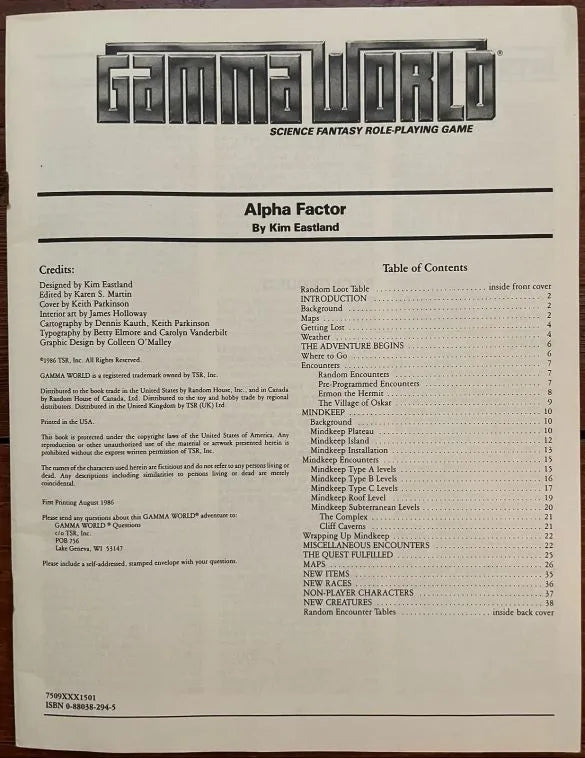 GAMMA WORLD®
SCIENCE FANTASY ROLE-PLAYING GAME
Alpha Factor
By Kim Eastland
Credits:
Designed by Kim Eastland
Edited by Karen S. Martin
Cover by Keith Parkinson
Interior art by James Holloway
Cartography by Dennis Kauth, Keith Parkinson
Typography by Betty Elmore and Carolyn Vanderbilt
Graphic Design by Colleen O'Malley
©1986 TSR, Inc. All Rights Reserved.
GAMMA WORLD is a registered trademark owned by TSR, Inc.
Distributed to the book trade in the United States by Random House, Inc., and in Canada
by Random House of Canada, Ltd. Distributed to the toy and hobby trade by regional
distributors. Distributed in the United Kingdom by TSR (UK) Ltd.
Printed in the USA.
This book is protected under the copyright laws of the United States of America. Any
reproduction or other unauthorized use of the material or artwork presented herein is
prohibited without the express written permission of TSR, Inc.
The names of the characters used herein are fictitious and do not refer to any persons living or
dead. Any descriptions including similarities to persons living or dead are merely
coincidental.
First Printing August 1986
Please send any questions about this GAMMA WORLD® adventure to:
GAMMA WORLD ® Questions
c/o TSR, Inc.
POB 756
Lake Geneva, WI 53147
Please include a self-addressed, stamped envelope with your questions.
7509XXX1501
ISBN 0-88038-294-5
Table of Contents
Random Loot Table . . . . . . . . inside front cover
INTRODUCTION . . . . . . . . 2
Background . . . . . . . . 2
Maps . . . . . . . . 2
Getting Lost . . . . . . . . 4
Weather . . . . . . . . 4
THE ADVENTURE BEGINS . . . . . . . . 6
Where to Go . . . . . . . . 6
Encounters . . . . . . . . 7
Random Encounters . . . . . . . . 7
Pre-Programmed Encounters . . . . . . . . 7
Ermon the Hermit . . . . . . . . 8
The Village of Oskar . . . . . . . . 9
MINDKEEP . . . . . . . . 10
Background . . . . . . . . 10
Mindkeep Plateau . . . . . . . . 10
Mindkeep Island . . . . . . . . 12
Mindkeep Installation . . . . . . . . 13
Mindkeep Encounters . . . . . . . . 15
Mindkeep Type A levels . . . . . . . . 15
Mindkeep Type B Levels . . . . . . . . 16
Mindkeep Type C Levels . . . . . . . . 17
Mindkeep Roof Level . . . . . . . . 19
Mindkeep Subterranean Levels . . . . . . . . 20
The Complex . . . . . . . . 21
Cliff Caverns . . . . . . . . 21
Wrapping Up Mindkeep . . . . . . . . 22
MISCELLANEOUS ENCOUNTERS . . . . . . . . 22
THE QUEST FULFILLED . . . . . . . . 25
MAPS . . . . . . . . 26
NEW ITEMS . . . . . . . . 35
NEW RACES . . . . . . . . 36
NON-PLAYER CHARACTERS . . . . . . . . 37
NEW CREATURES . . . . . . . . 38
Random Encounter Tables . . . . . . . . inside back cover